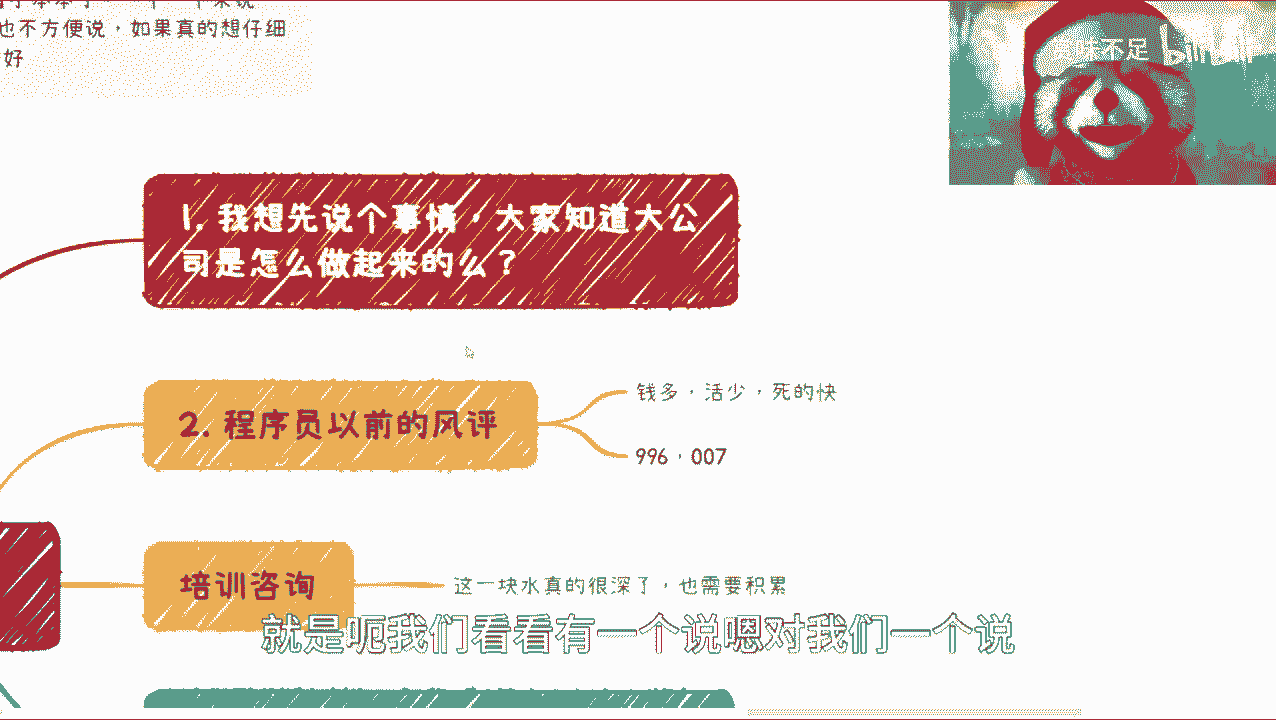 也不方便说,如果真的想仔细
好
不足 bilibili
1. 我想先说个事情,大家知道大公
司是怎么做起来的么?
2. 程序员以前的风评
钱多,活少,死的快
996,007
培训咨询
这一块水真的很深了,也需要积累
就是呃我们看看有一个说嗯对我们一个说